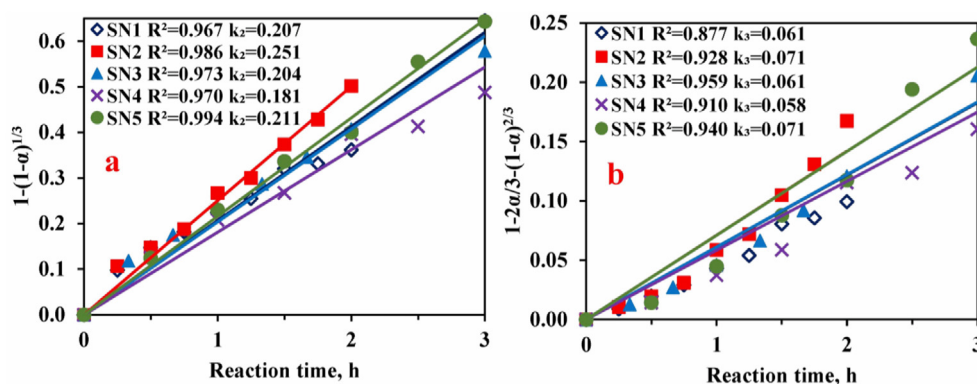 1-(1-α)^1/3
0.6
0.4
0.2
0.0
SN1 R²=0.967 k₂=0.207
SN2 R²=0.986 k₂=0.251
SN3 R²=0.973 k₂=0.204
SN4 R²=0.970 k₂=0.181
SN5 R²=0.994 k₂=0.211
a
0 1 2 3
Reaction time, h
1-2α/3-(1-α)^2/3
0.25
0.20
0.15
0.10
0.05
0.00
SN1 R²=0.877 k₃=0.061
SN2 R²=0.928 k₃=0.071
SN3 R²=0.959 k₃=0.061
SN4 R²=0.910 k₃=0.058
SN5 R²=0.940 k₃=0.071
b
0 1 2 3
Reaction time, h